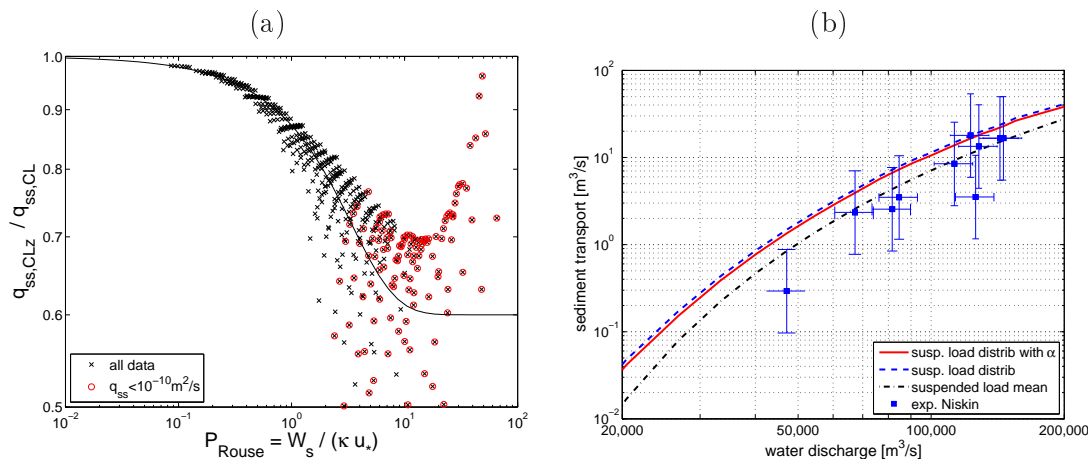 (a)
1.0
0.9
0.8
0.7
0.6
0.5
q_ss,CLz / q_ss,CL
× all data
○ q_ss<10^−10 m^2/s
10^−2 10^−1 10^0 10^1 10^2
P_Rouse = W_s / (κ u_*)
(b)
10^2
10^1
10^0
10^−1
10^−2
sediment transport [m^3/s]
susp. load distrib with α
susp. load distrib
suspended load mean
exp. Niskin
20,000 50,000 100,000 200,000
water discharge [m^3/s]